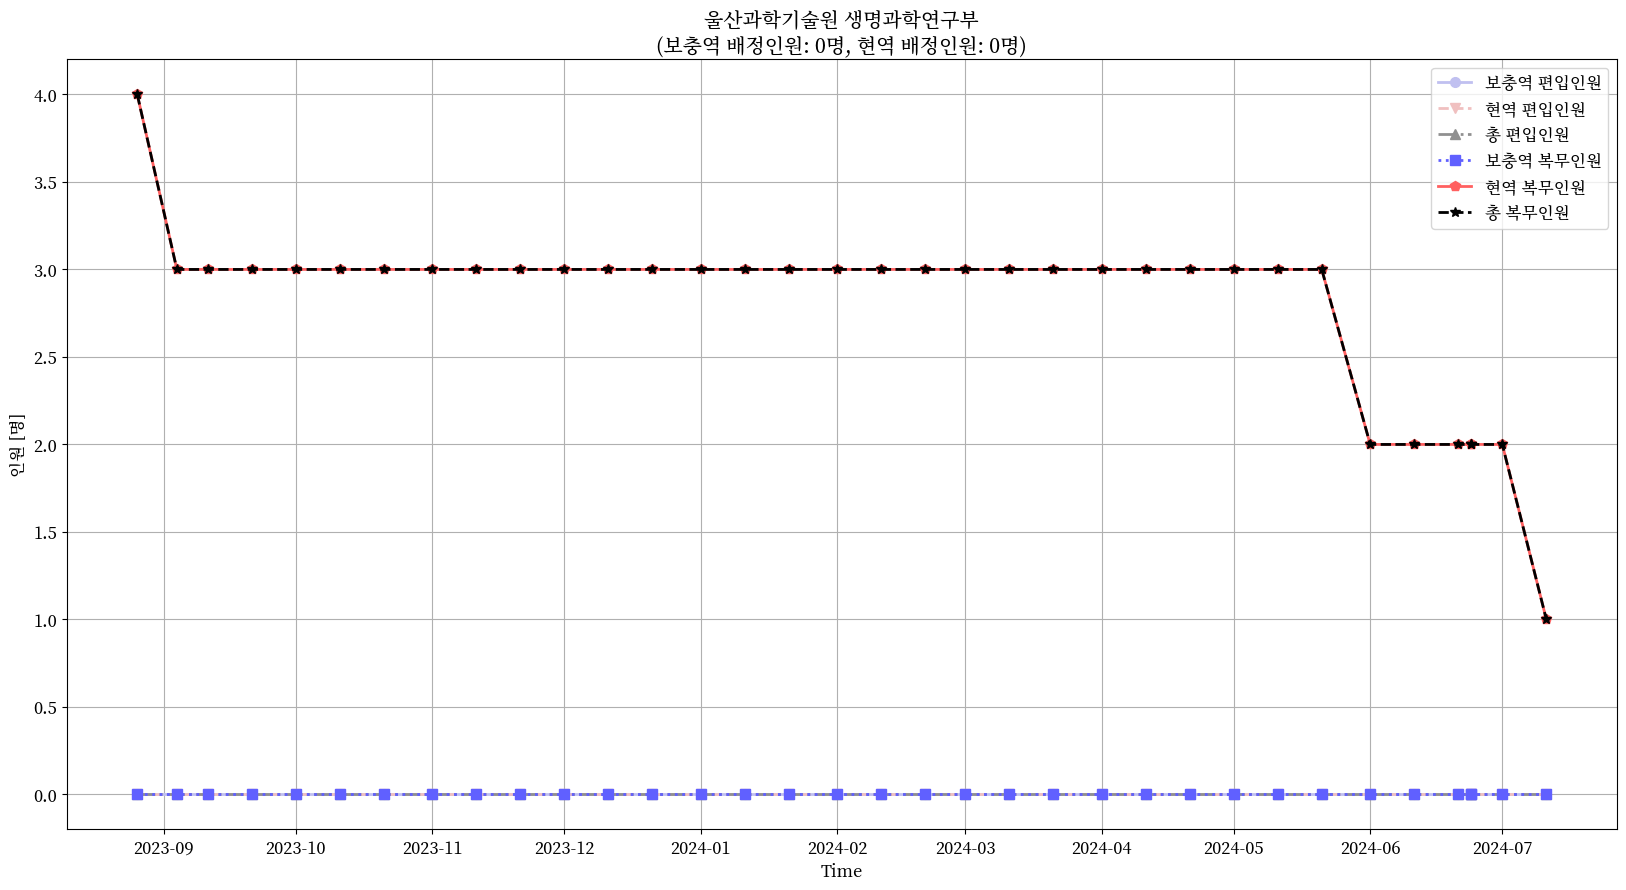 울산과학기술원 생명과학연구부
(보충역 배정인원: 0명, 현역 배정인원: 0명)
보충역 편입인원
현역 편입인원
총 편입인원
보충역 복무인원
현역 복무인원
총 복무인원
4.0
3.5
3.0
2.5
2.0
1.5
1.0
0.5
0.0
인원 [명]
2023-09 2023-10 2023-11 2023-12 2024-01 2024-02 2024-03 2024-04 2024-05 2024-06 2024-07
Time